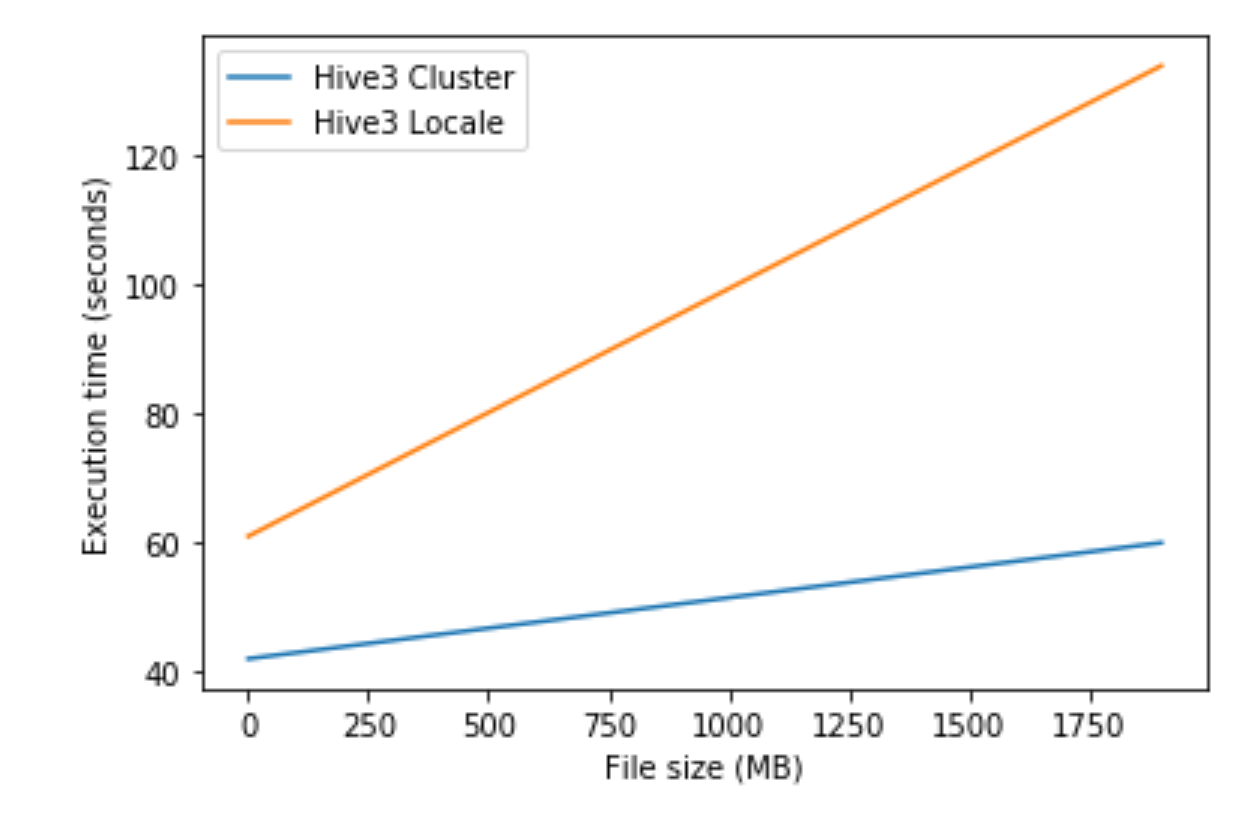 Hive3 Cluster
Hive3 Locale
Execution time (seconds)
120
100
80
60
40
0 250 500 750 1000 1250 1500 1750
File size (MB)